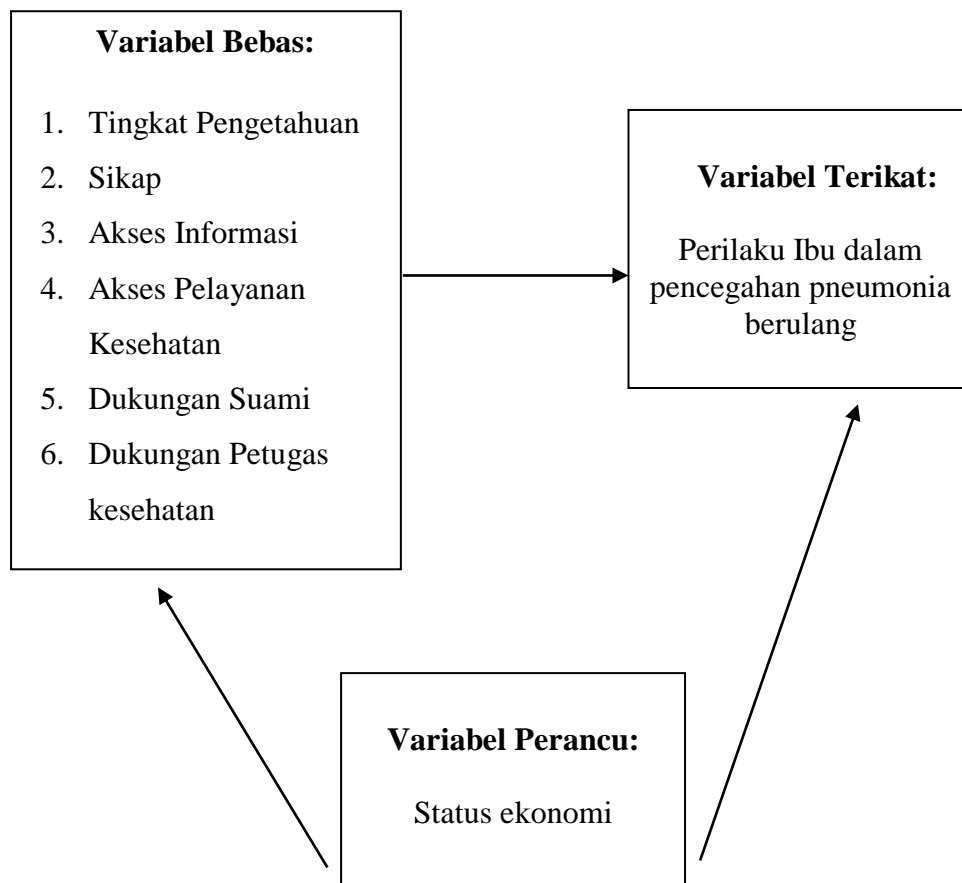 Variabel Bebas:
1. Tingkat Pengetahuan
2. Sikap
3. Akses Informasi
4. Akses Pelayanan
Kesehatan
5. Dukungan Suami
6. Dukungan Petugas
kesehatan
Variabel Terikat:
Perilaku Ibu dalam
pencegahan pneumonia
berulang
Variabel Perancu:
Status ekonomi